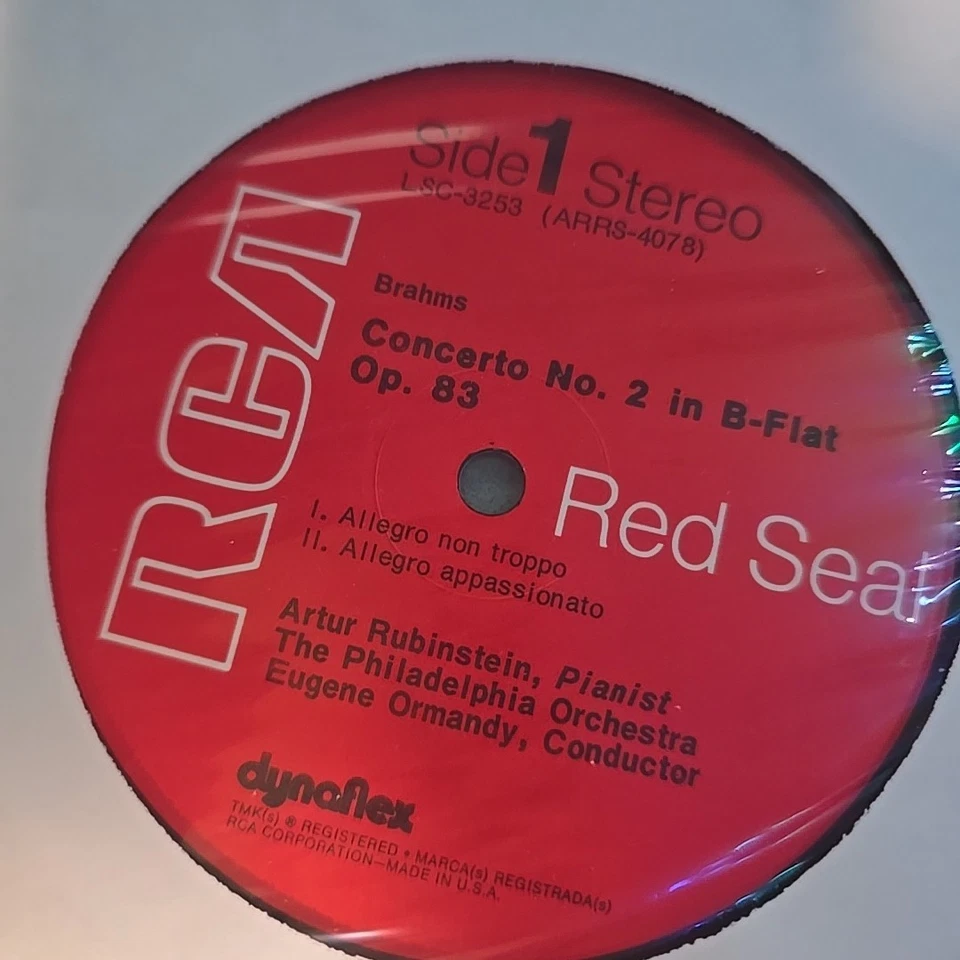 Side 1 Stereo
LSC-3253 (ARRS-4078)
RCA
Brahms
Concerto No. 2 in B-Flat
Op. 83
Red Seal
I. Allegro non troppo
II. Allegro appassionato
Artur Rubinstein, Pianist
The Philadelphia Orchestra
Eugene Ormandy, Conductor
dynaflex
TMK(s) ® REGISTERED • MARCA(s) REGISTRADA(s)
RCA CORPORATION—MADE IN U.S.A.